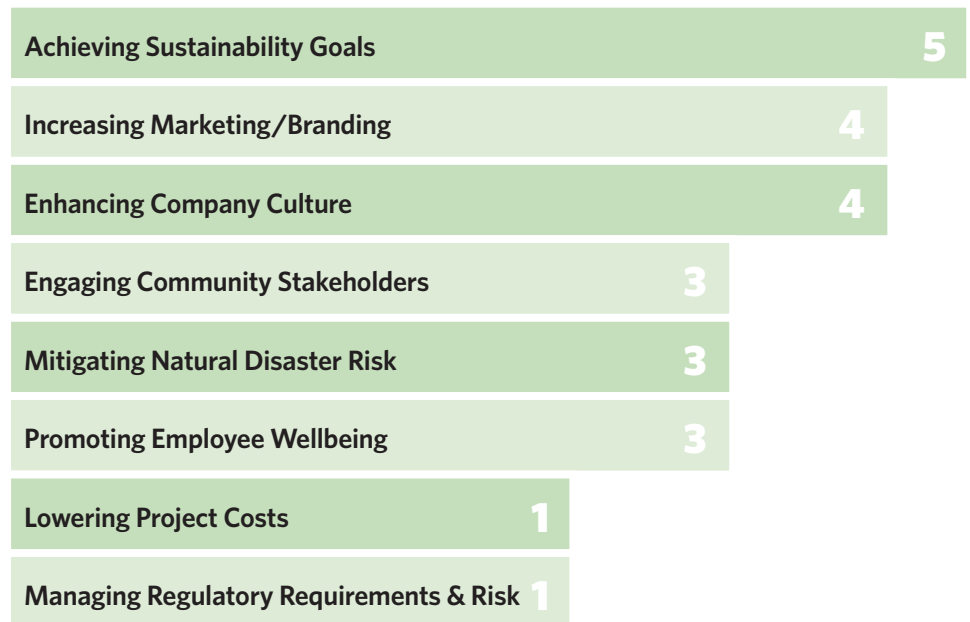 Achieving Sustainability Goals 5
Increasing Marketing/Branding 4
Enhancing Company Culture 4
Engaging Community Stakeholders 3
Mitigating Natural Disaster Risk 3
Promoting Employee Wellbeing 3
Lowering Project Costs 1
Managing Regulatory Requirements & Risk 1